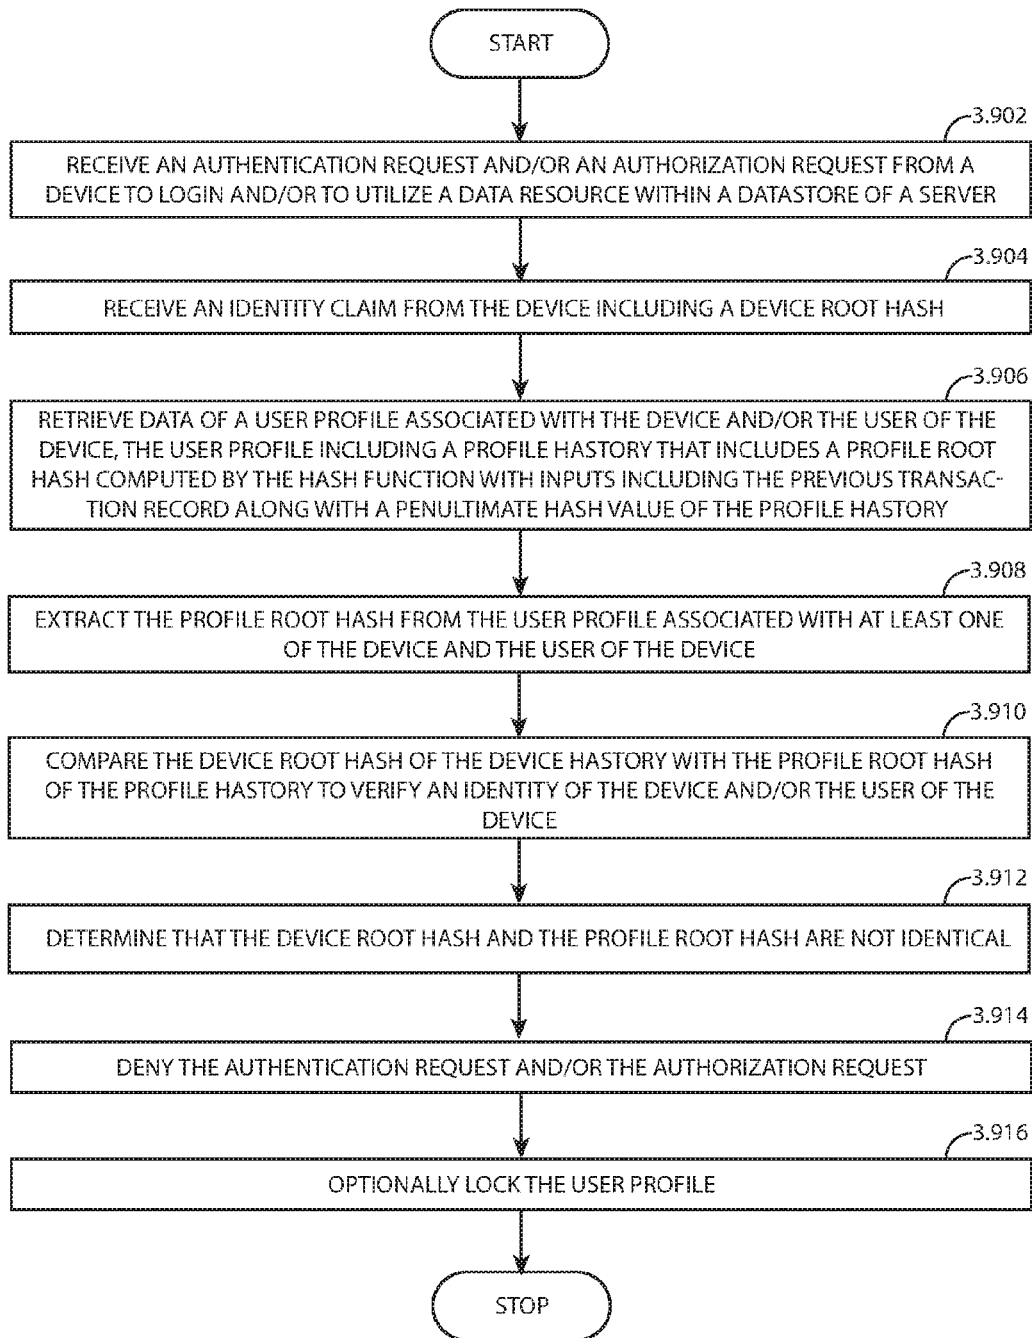 START
3.902
RECEIVE AN AUTHENTICATION REQUEST AND/OR AN AUTHORIZATION REQUEST FROM A
DEVICE TO LOGIN AND/OR TO UTILIZE A DATA RESOURCE WITHIN A DATASTORE OF A SERVER
3.904
RECEIVE AN IDENTITY CLAIM FROM THE DEVICE INCLUDING A DEVICE ROOT HASH
3.906
RETRIEVE DATA OF A USER PROFILE ASSOCIATED WITH THE DEVICE AND/OR THE USER OF THE
DEVICE, THE USER PROFILE INCLUDING A PROFILE HASTORY THAT INCLUDES A PROFILE ROOT
HASH COMPUTED BY THE HASH FUNCTION WITH INPUTS INCLUDING THE PREVIOUS TRANSAC-
TION RECORD ALONG WITH A PENULTIMATE HASH VALUE OF THE PROFILE HASTORY
3.908
EXTRACT THE PROFILE ROOT HASH FROM THE USER PROFILE ASSOCIATED WITH AT LEAST ONE
OF THE DEVICE AND THE USER OF THE DEVICE
3.910
COMPARE THE DEVICE ROOT HASH OF THE DEVICE HASTORY WITH THE PROFILE ROOT HASH
OF THE PROFILE HASTORY TO VERIFY AN IDENTITY OF THE DEVICE AND/OR THE USER OF THE
DEVICE
3.912
DETERMINE THAT THE DEVICE ROOT HASH AND THE PROFILE ROOT HASH ARE NOT IDENTICAL
3.914
DENY THE AUTHENTICATION REQUEST AND/OR THE AUTHORIZATION REQUEST
3.916
OPTIONALLY LOCK THE USER PROFILE
STOP